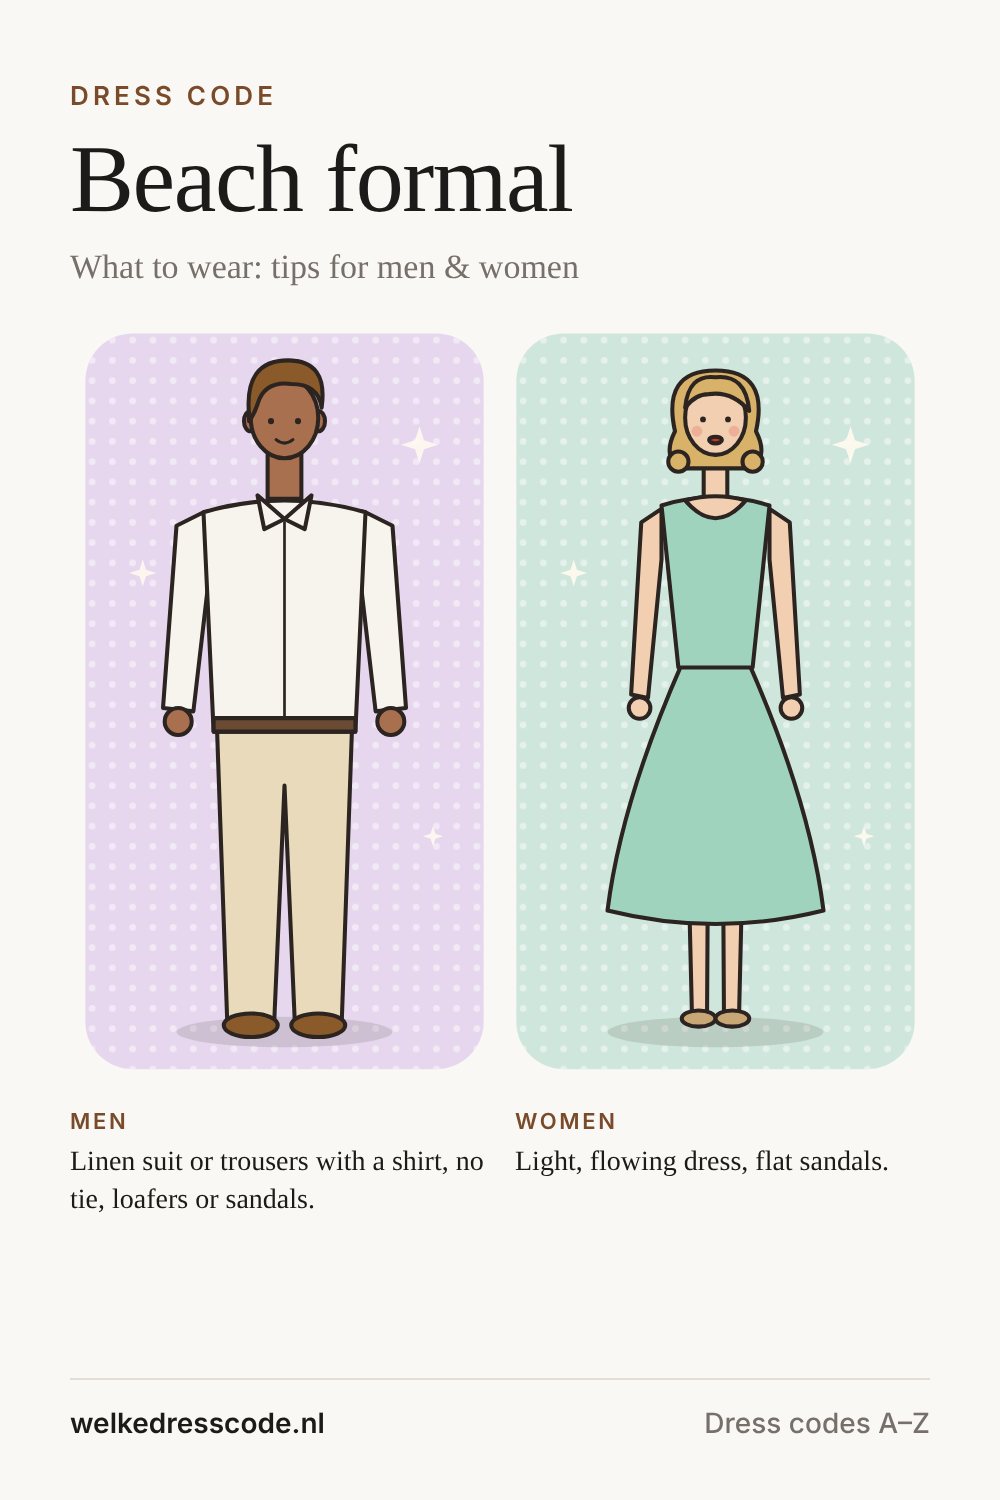 DRESS CODE
Beach formal
What to wear: tips for men & women
MEN
Linen suit or trousers with a shirt, no
tie, loafers or sandals.
WOMEN
Light, flowing dress, flat sandals.
welkedresscode.nl
Dress codes A–Z